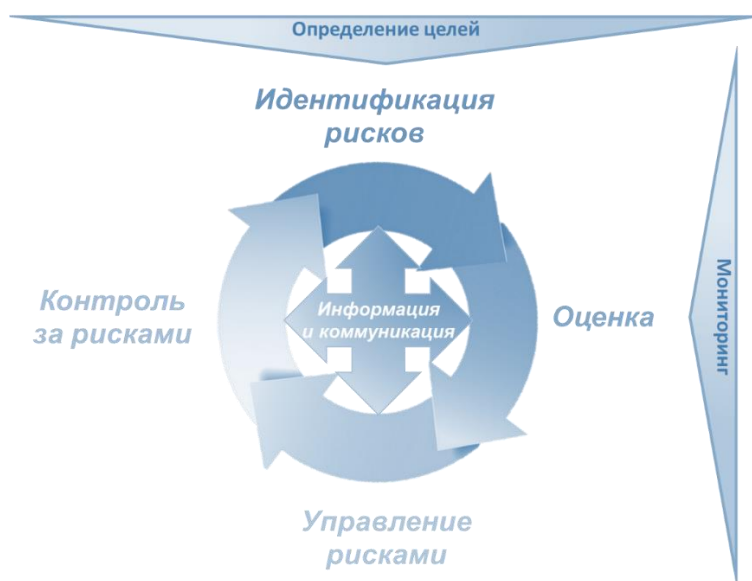 Определение целей
Идентификация
рисков
Контроль
за рисками
Информация
и коммуникация
Оценка
Мониторинг
Управление
рисками